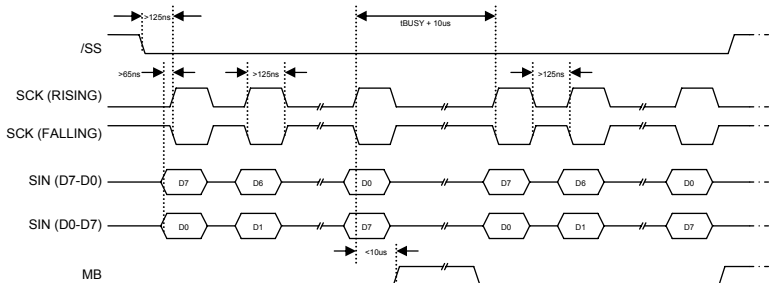 >125ns
tBUSY + 10us
/SS
>65ns
>125ns
>125ns
SCK (RISING)
SCK (FALLING)
SIN (D7-D0)
D7 D6 D0 D7 D6 D0
SIN (D0-D7)
D0 D1 D7 D0 D1 D7
<10us
MB